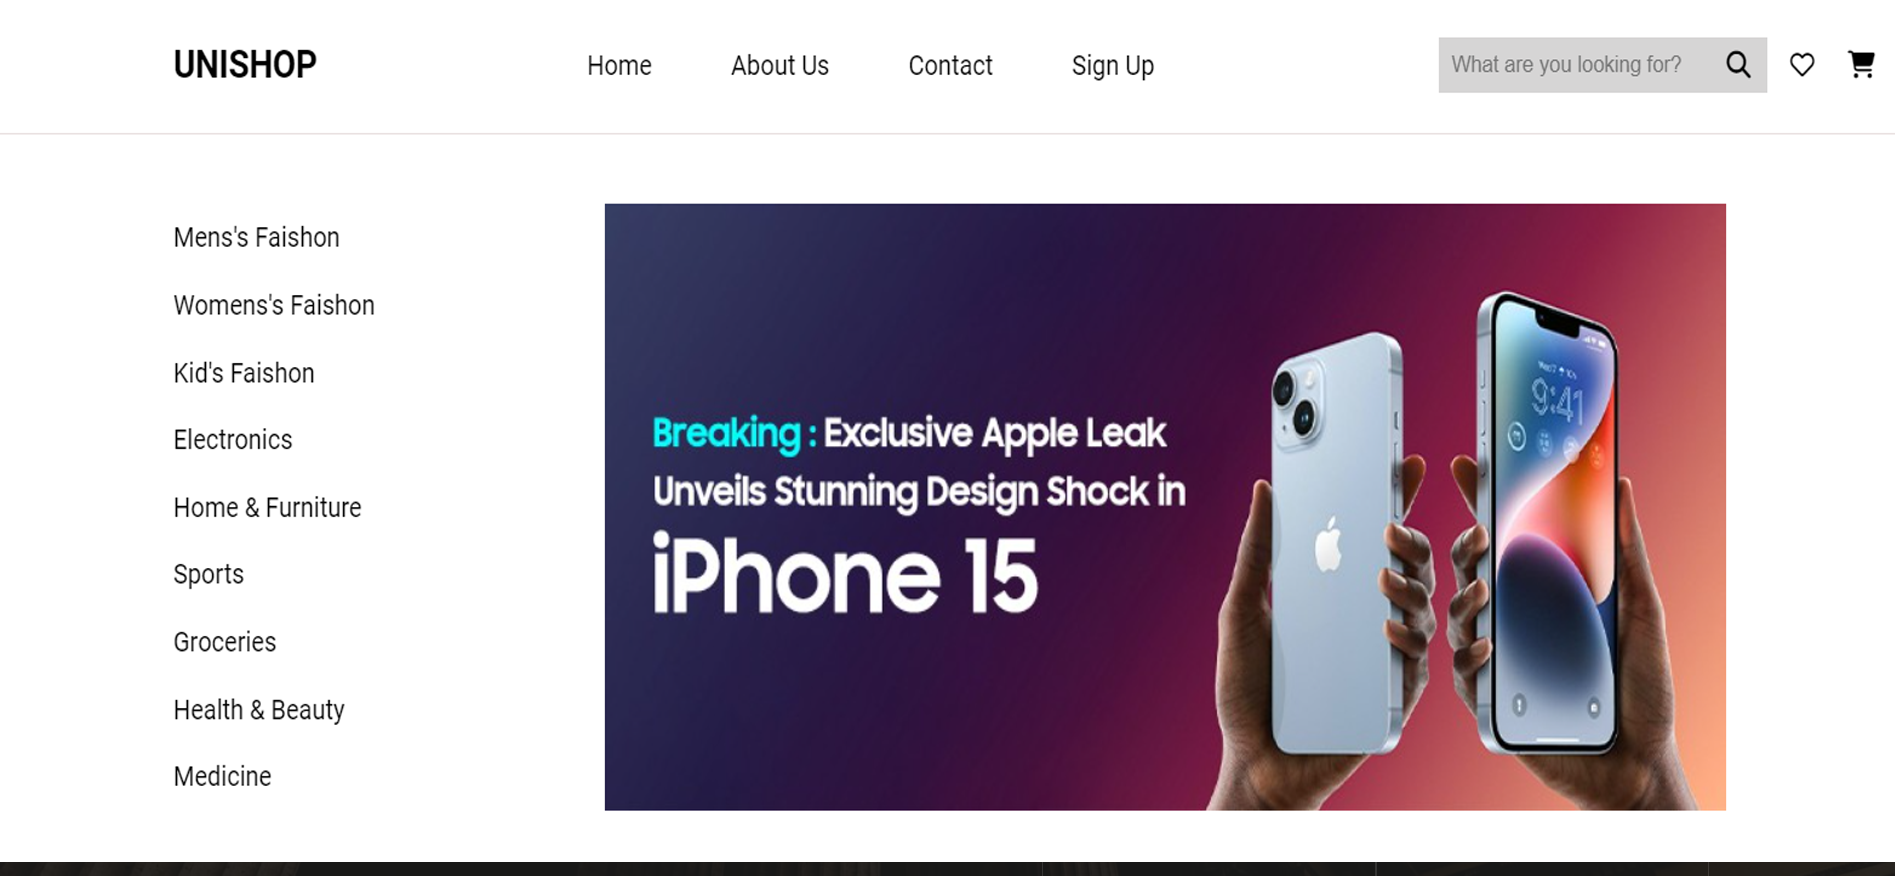 UNISHOP
Home
About Us
Contact
Sign Up
What are you looking for?
Mens's Faishon
Womens's Faishon
Kid's Faishon
Electronics
Home & Furniture
Sports
Groceries
Health & Beauty
Medicine
Breaking : Exclusive Apple Leak
Unveils Stunning Design Shock in
iPhone 15
9:41